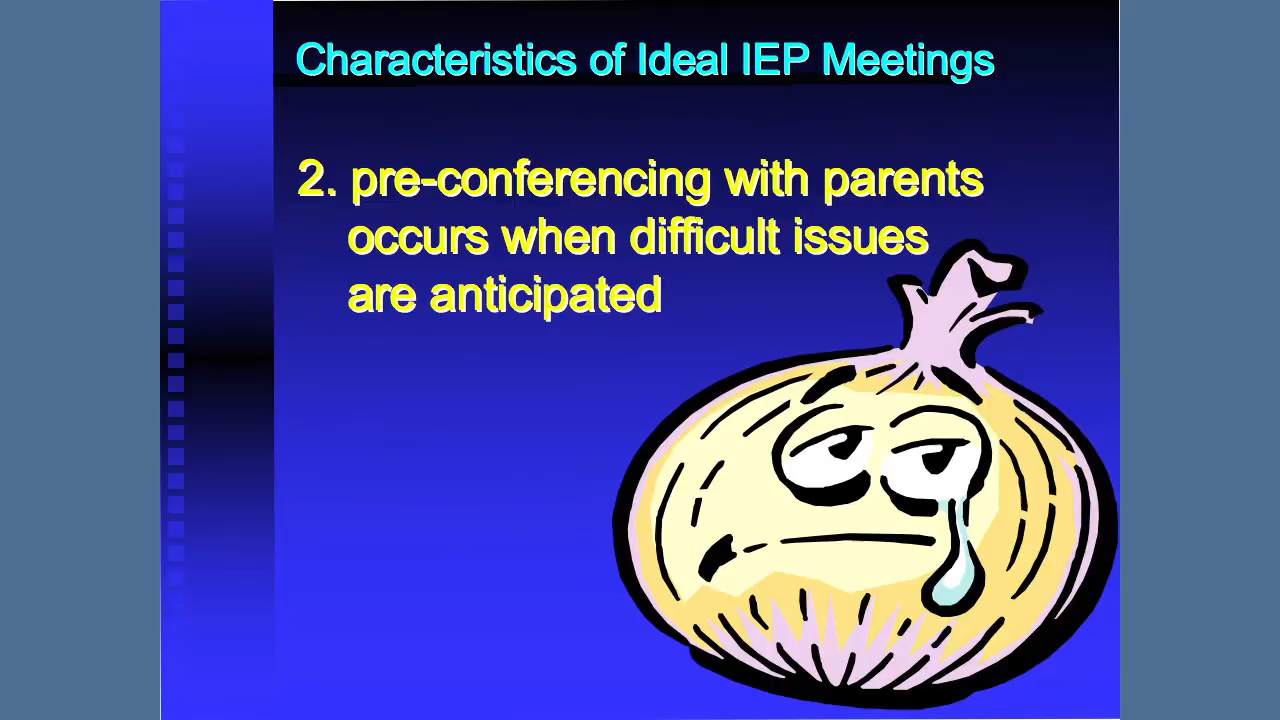 Characteristics of Ideal IEP Meetings
2. pre-conferencing with parents
occurs when difficult issues
are anticipated